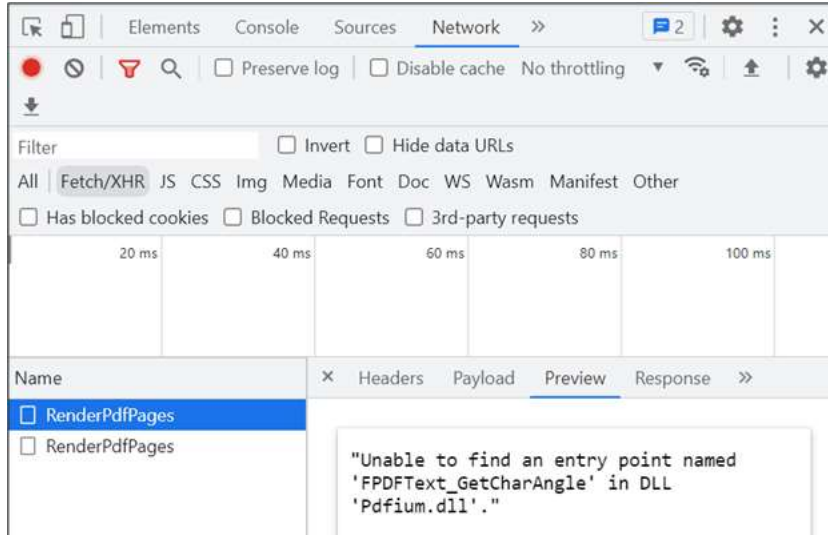 Elements Console Sources Network » 2
Preserve log Disable cache No throttling
Filter Invert Hide data URLs
All Fetch/XHR JS CSS Img Media Font Doc WS Wasm Manifest Other
Has blocked cookies Blocked Requests 3rd-party requests
20 ms 40 ms 60 ms 80 ms 100 ms
Name × Headers Payload Preview Response »
RenderPdfPages
RenderPdfPages
"Unable to find an entry point named
'FPDFText_GetCharAngle' in DLL
'Pdfium.dll'."